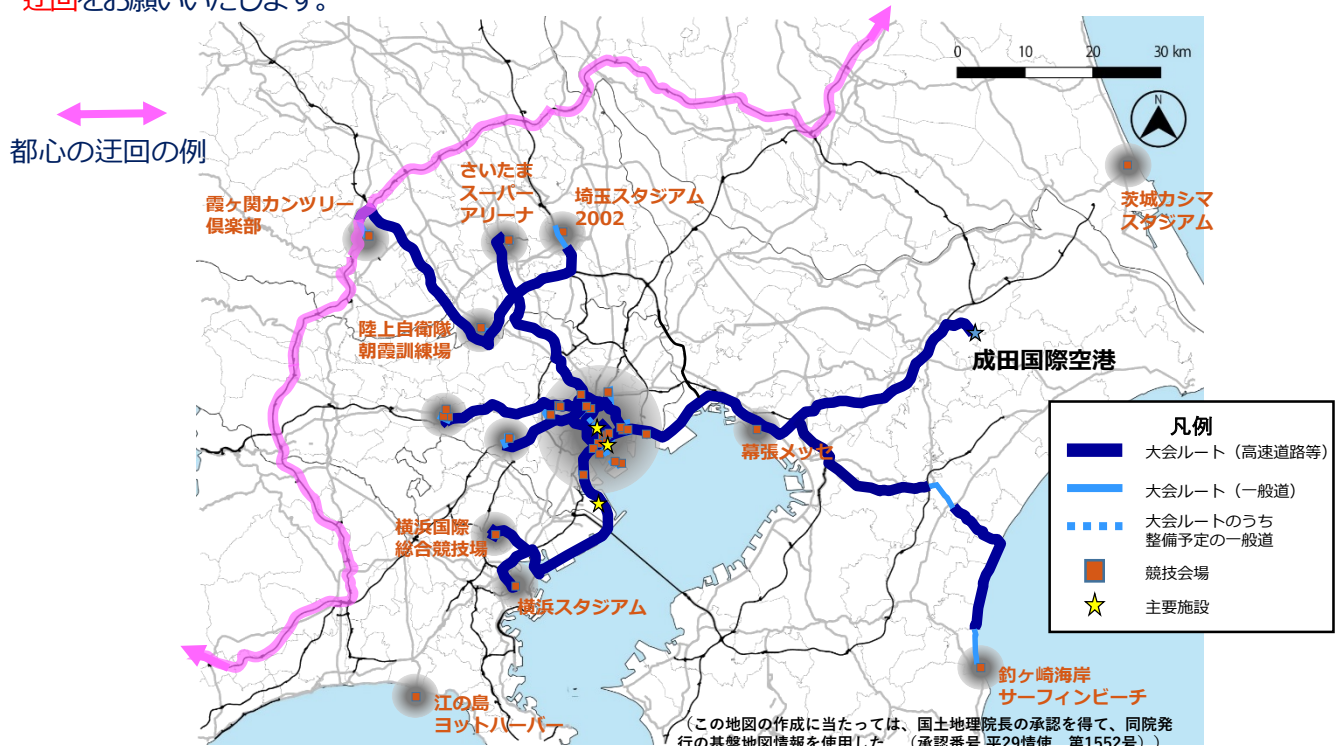 迂回をお願いいたします。
0 10 20 30 km
N
都心の迂回の例
さいたま
スーパー
アリーナ
埼玉スタジアム
2002
霞ヶ関カンツリー
倶楽部
茨城カシマ
スタジアム
陸上自衛隊
朝霞訓練場
成田国際空港
幕張メッセ
凡例
大会ルート（高速道路等）
大会ルート（一般道）
大会ルートのうち
整備予定の一般道
競技会場
主要施設
横浜国際
総合競技場
横浜スタジアム
釣ヶ崎海岸
サーフィンビーチ
江の島
ヨットハーバー
（この地図の作成に当たっては、国土地理院長の承認を得て、同院発
行の基盤地図情報を使用した。（承認番号 平29情使、第1552号））